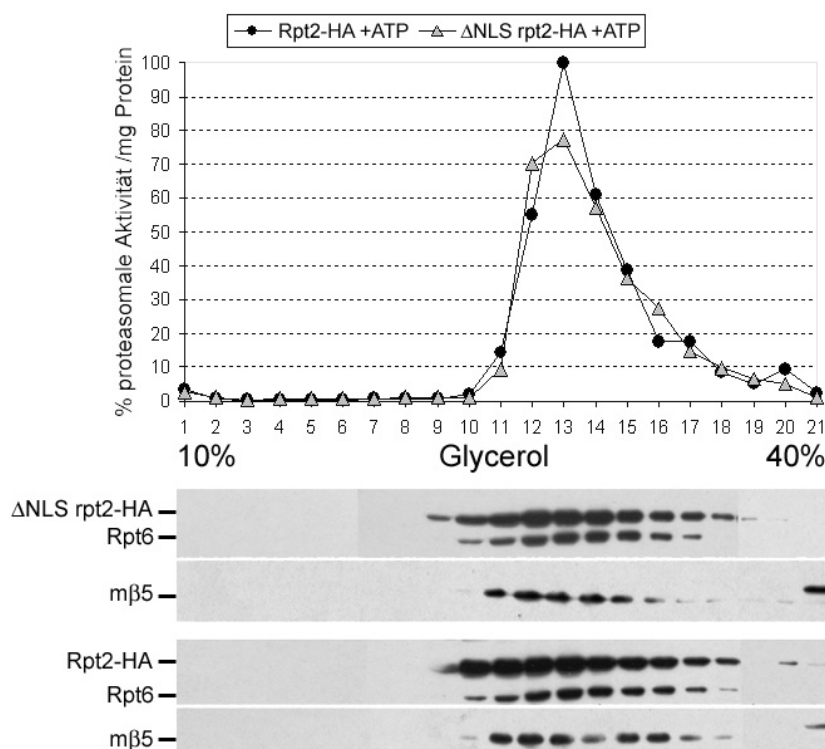 Rpt2-HA +ATP ΔNLS rpt2-HA +ATP
% proteasomale Aktivität /mg Protein
100
90
80
70
60
50
40
30
20
10
0
1 2 3 4 5 6 7 8 9 10 11 12 13 14 15 16 17 18 19 20 21
10% Glycerol 40%
ΔNLS rpt2-HA
Rpt6
mβ5
Rpt2-HA
Rpt6
mβ5